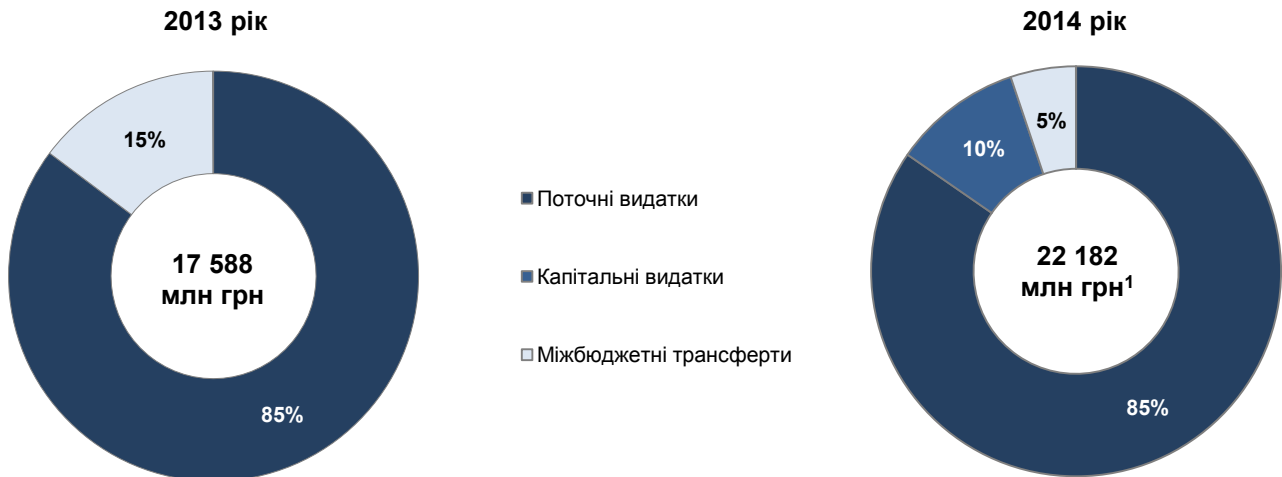 2013 рік
15%
17 588
млн грн
85%
Поточні видатки
Капітальні видатки
Міжбюджетні трансферти
2014 рік
5%
10%
22 182
млн грн¹
85%